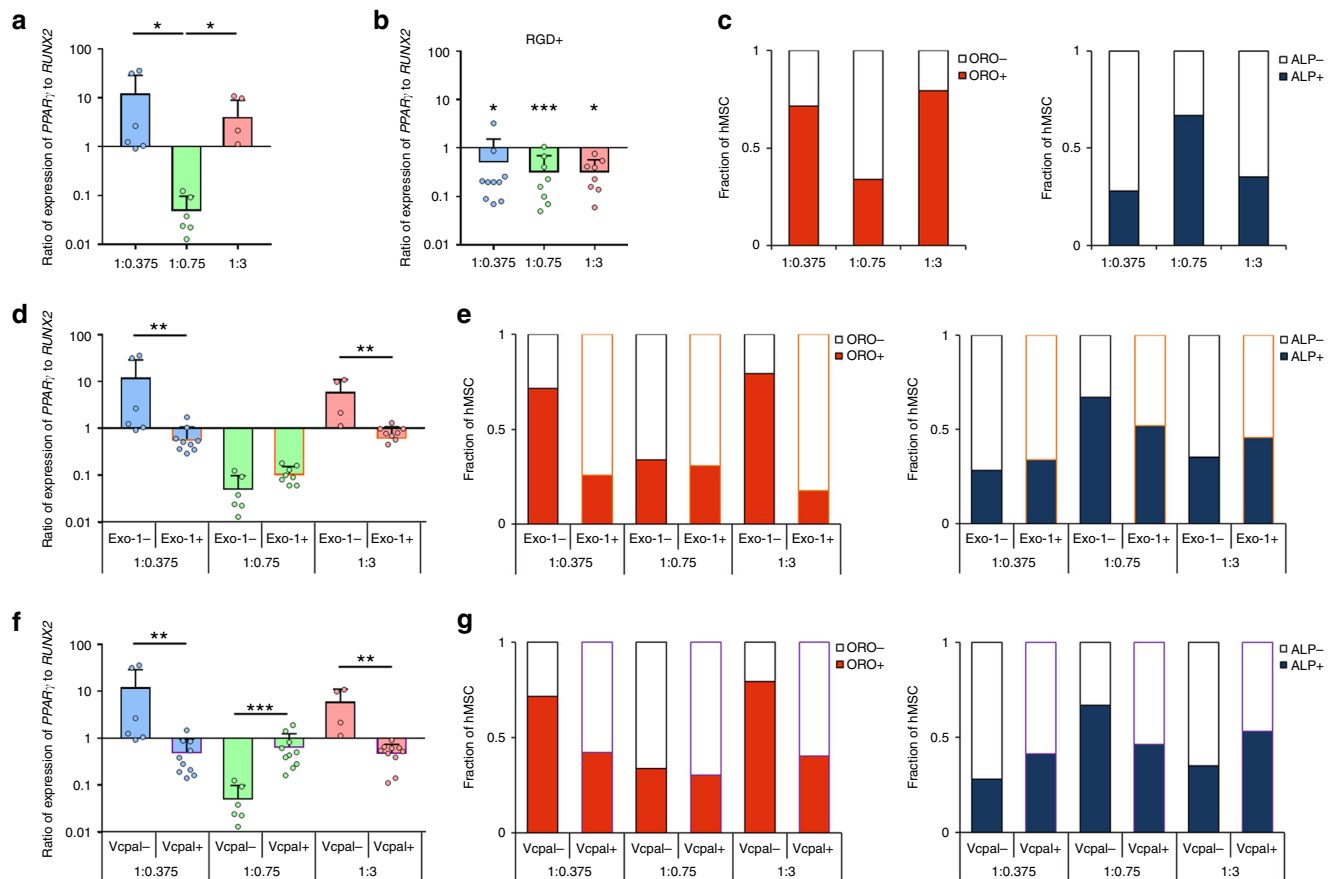 a
Ratio of expression of PPARγ to RUNX2
100
10
1
0.1
0.01
* *
1:0.375 1:0.75 1:3
b
Ratio of expression of PPARγ to RUNX2
RGD+
100
10
1
0.1
0.01
* *** *
1:0.375 1:0.75 1:3
c
Fraction of hMSC
1
0.5
0
ORO–
ORO+
1:0.375 1:0.75 1:3
Fraction of hMSC
1
0.5
0
ALP–
ALP+
1:0.375 1:0.75 1:3
d
Ratio of expression of PPARγ to RUNX2
100
10
1
0.1
0.01
** **
Exo-1– Exo-1+ Exo-1– Exo-1+ Exo-1– Exo-1+
1:0.375 1:0.75 1:3
e
Fraction of hMSC
1
0.5
0
ORO–
ORO+
Exo-1– Exo-1+ Exo-1– Exo-1+ Exo-1– Exo-1+
1:0.375 1:0.75 1:3
Fraction of hMSC
1
0.5
0
ALP–
ALP+
Exo-1– Exo-1+ Exo-1– Exo-1+ Exo-1– Exo-1+
1:0.375 1:0.75 1:3
f
Ratio of expression of PPARγ to RUNX2
100
10
1
0.1
0.01
** *** **
Vcpal– Vcpal+ Vcpal– Vcpal+ Vcpal– Vcpal+
1:0.375 1:0.75 1:3
g
Fraction of hMSC
1
0.5
0
ORO–
ORO+
Vcpal– Vcpal+ Vcpal– Vcpal+ Vcpal– Vcpal+
1:0.375 1:0.75 1:3
Fraction of hMSC
1
0.5
0
ALP–
ALP+
Vcpal– Vcpal+ Vcpal– Vcpal+ Vcpal– Vcpal+
1:0.375 1:0.75 1:3